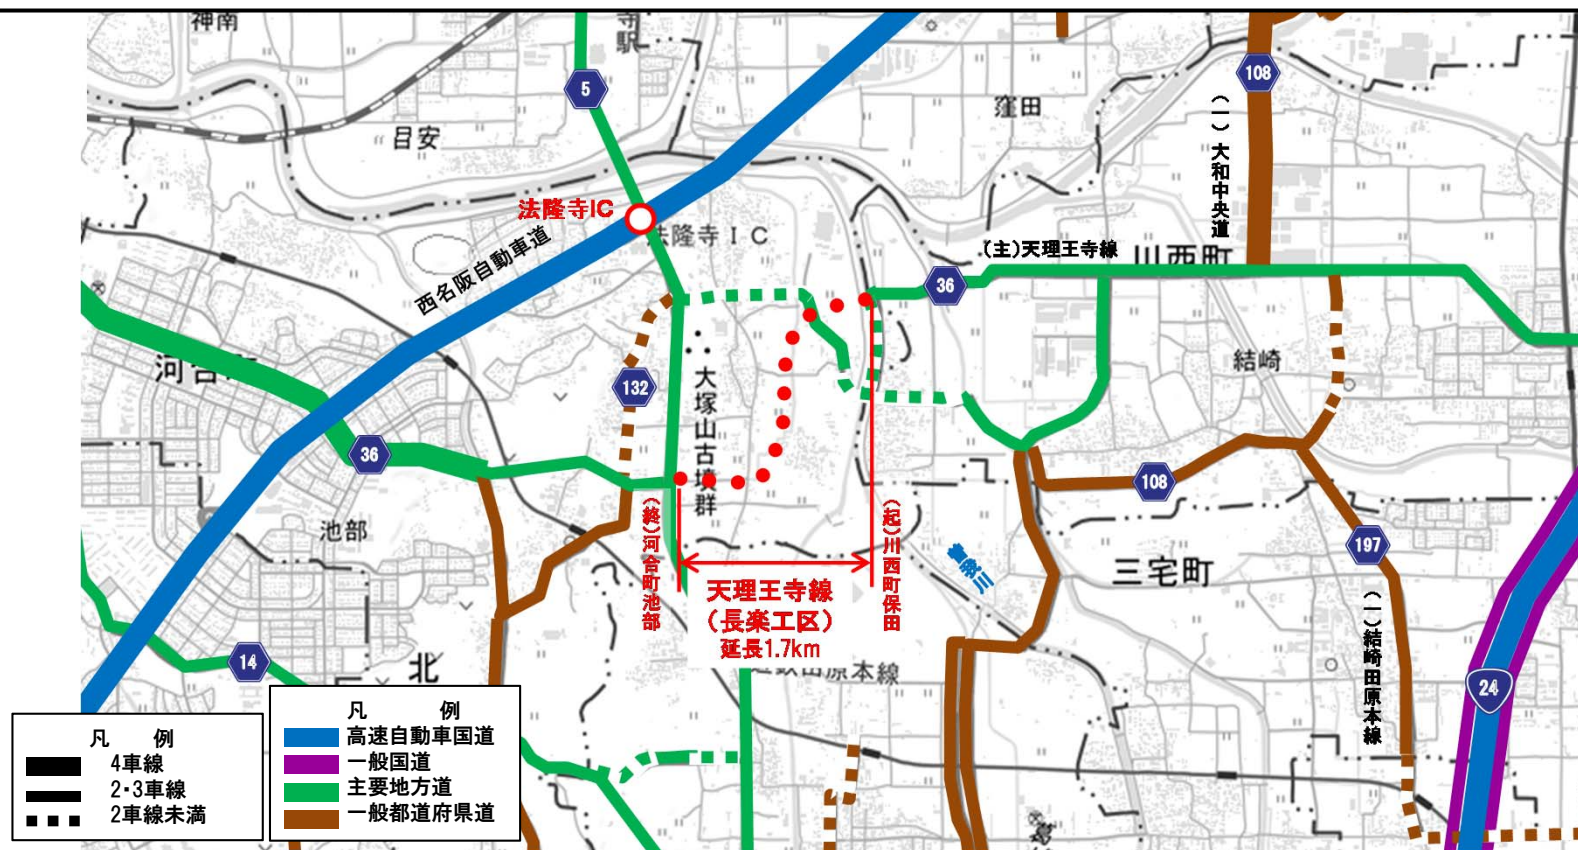 神南
寺駅
5
目安
窪田
108
(一)大和中央道
法隆寺IC
法隆寺IC
西名阪自動車道
(主)天理王寺線
川西町
36
132
大塚山古墳群
結崎
36
108
池部
(終)河合町池部
(起)川西町保田
曽我川
三宅町
197
天理王寺線
(長楽工区)
延長1.7km
(一)結崎田原本線
14
北
原本線
24
凡 例
4車線
2・3車線
2車線未満
凡 例
高速自動車国道
一般国道
主要地方道
一般都道府県道